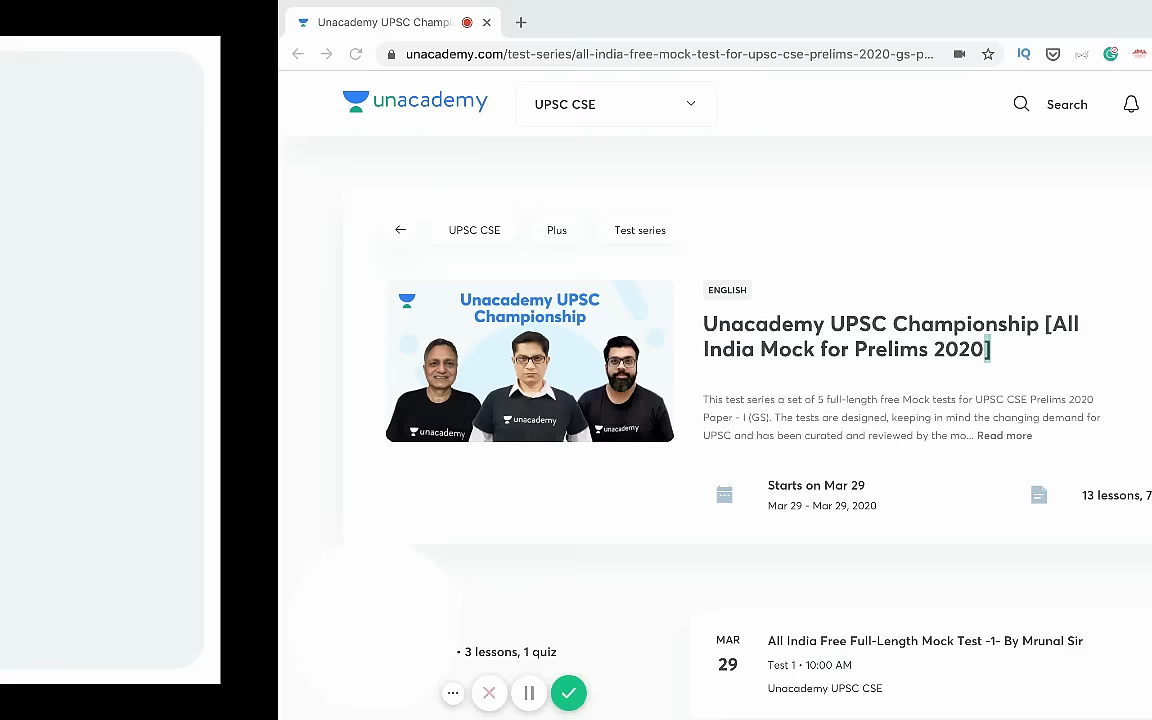 Unacademy UPSC Champi
unacademy.com/test-series/all-india-free-mock-test-for-upsc-cse-prelims-2020-gs-p...
IQ
unacademy
UPSC CSE
Search
UPSC CSE
Plus
Test series
Unacademy UPSC
Championship
unacademy
unacademy
unacademy
ENGLISH
Unacademy UPSC Championship [All
India Mock for Prelims 2020]
This test series a set of 5 full-length free Mock tests for UPSC CSE Prelims 2020
Paper - I (GS). The tests are designed, keeping in mind the changing demand for
UPSC and has been curated and reviewed by the mo... Read more
Starts on Mar 29
Mar 29 - Mar 29, 2020
13 lessons, 7
• 3 lessons, 1 quiz
MAR
29
All India Free Full-Length Mock Test -1- By Mrunal Sir
Test 1 • 10:00 AM
Unacademy UPSC CSE